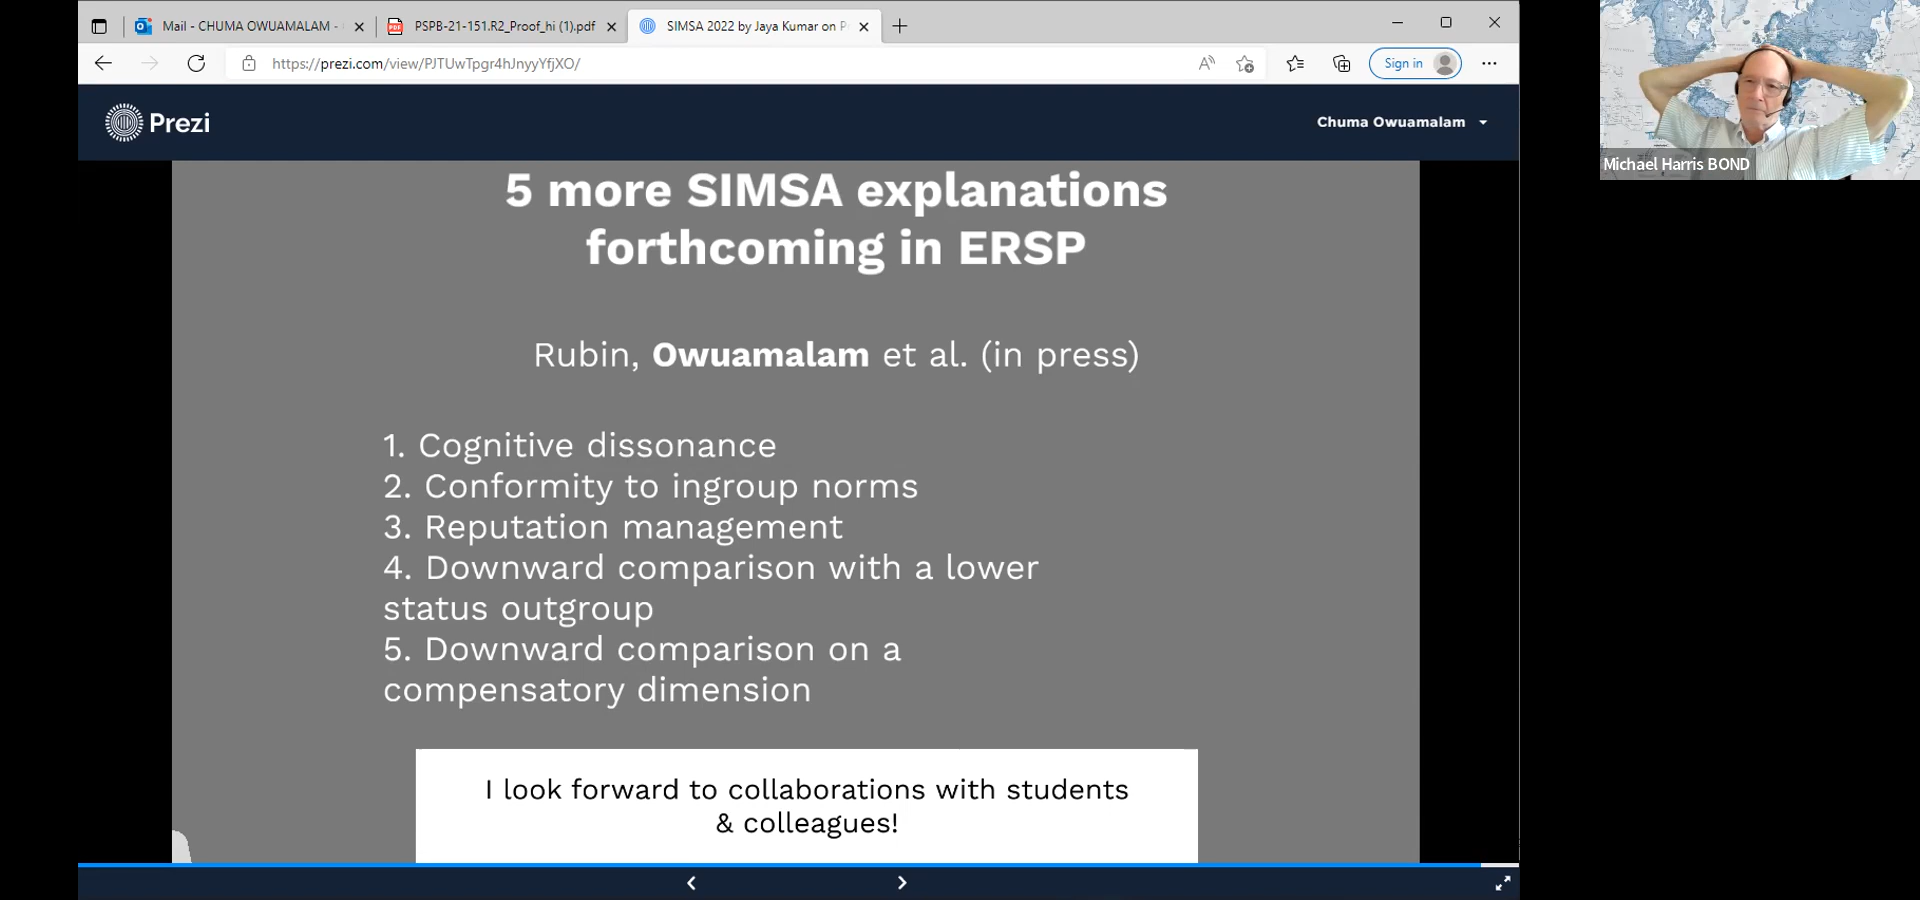 Mail - CHUMA OWUAMALAM -
PSPB-21-151.R2_Proof_hi (1).pdf
SIMSA 2022 by Jaya Kumar on P
https://prezi.com/view/PJTUwTpgr4hJnyyYfjXO/
Sign in
Prezi
Chuma Owuamalam
5 more SIMSA explanations
forthcoming in ERSP
Rubin, Owuamalam et al. (in press)
1. Cognitive dissonance
2. Conformity to ingroup norms
3. Reputation management
4. Downward comparison with a lower
status outgroup
5. Downward comparison on a
compensatory dimension
I look forward to collaborations with students
& colleagues!
Michael Harris BOND